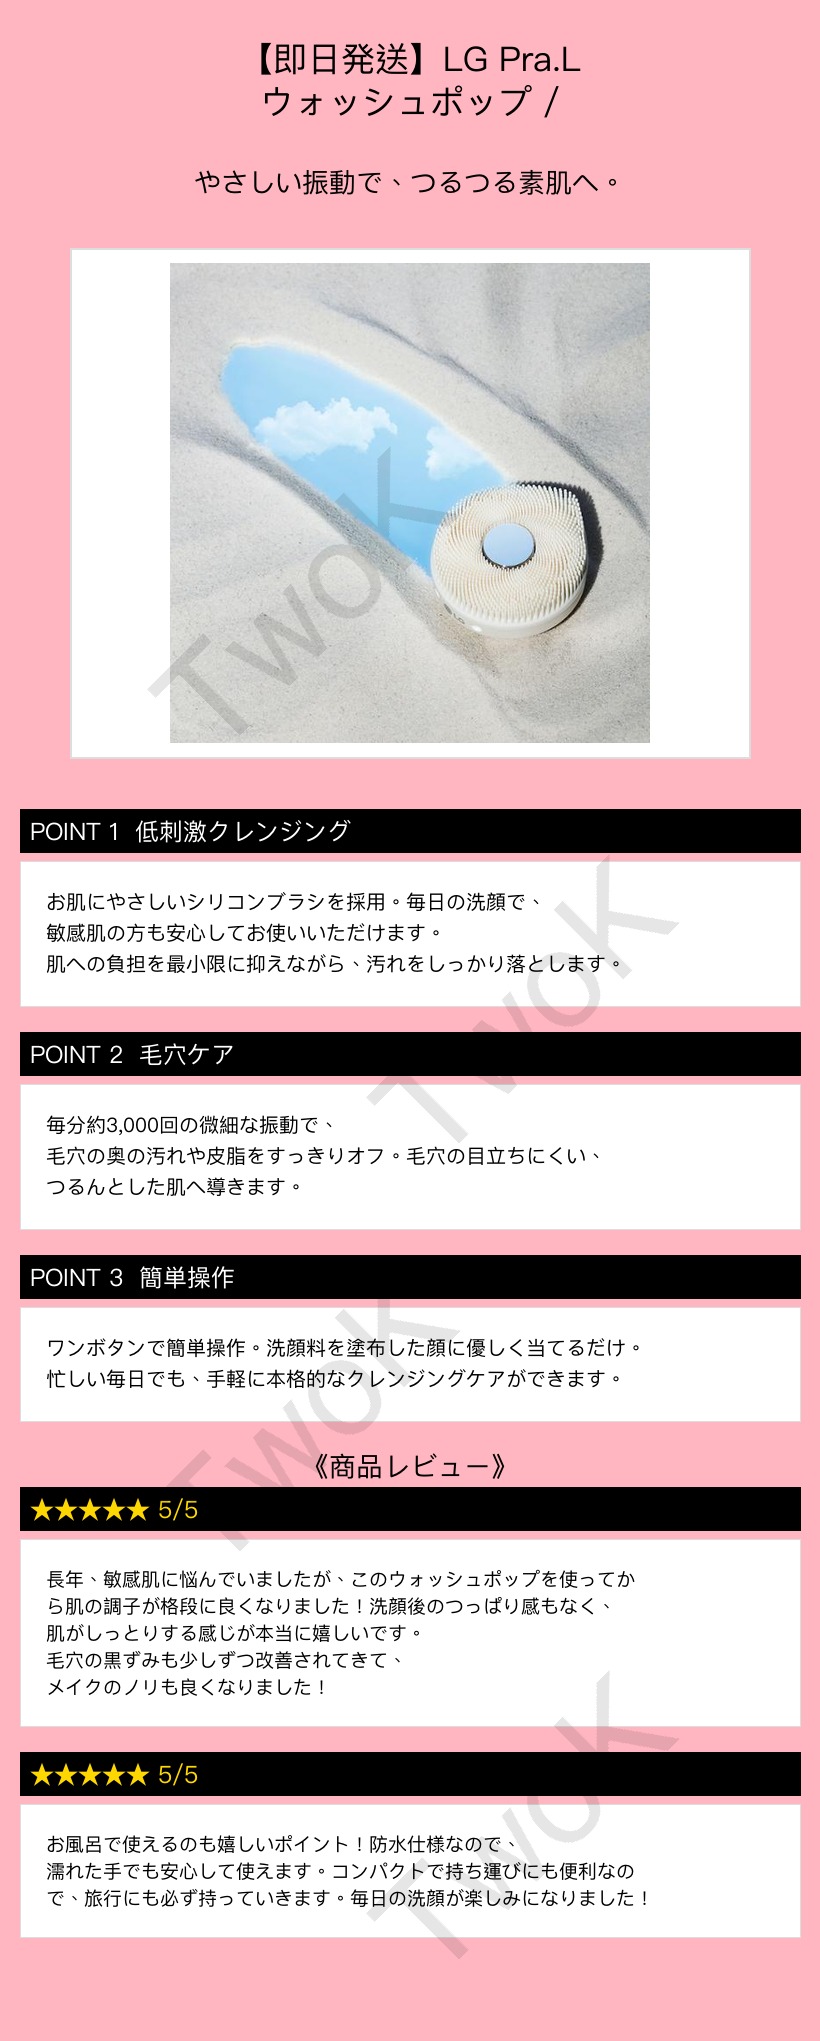 【即日発送】LG Pra.L
ウォッシュポップ /
やさしい振動で、つるつる素肌へ。
TwoK
POINT 1 低刺激クレンジング
お肌にやさしいシリコンブラシを採用。毎日の洗顔で、
敏感肌の方も安心してお使いいただけます。
肌への負担を最小限に抑えながら、汚れをしっかり落とします。
TwoK
POINT 2 毛穴ケア
毎分約3,000回の微細な振動で、
毛穴の奥の汚れや皮脂をすっきりオフ。毛穴の目立ちにくい、
つるんとした肌へ導きます。
POINT 3 簡単操作
ワンボタンで簡単操作。洗顔料を塗布した顔に優しく当てるだけ。
忙しい毎日でも、手軽に本格的なクレンジングケアができます。
TwoK
《商品レビュー》
★★★★★ 5/5
長年、敏感肌に悩んでいましたが、このウォッシュポップを使ってか
ら肌の調子が格段に良くなりました！洗顔後のつっぱり感もなく、
肌がしっとりする感じが本当に嬉しいです。
毛穴の黒ずみも少しずつ改善されてきて、
メイクのノリも良くなりました！
★★★★★ 5/5
お風呂で使えるのも嬉しいポイント！防水仕様なので、
濡れた手でも安心して使えます。コンパクトで持ち運びにも便利なの
で、旅行にも必ず持っていきます。毎日の洗顔が楽しみになりました！
TwoK